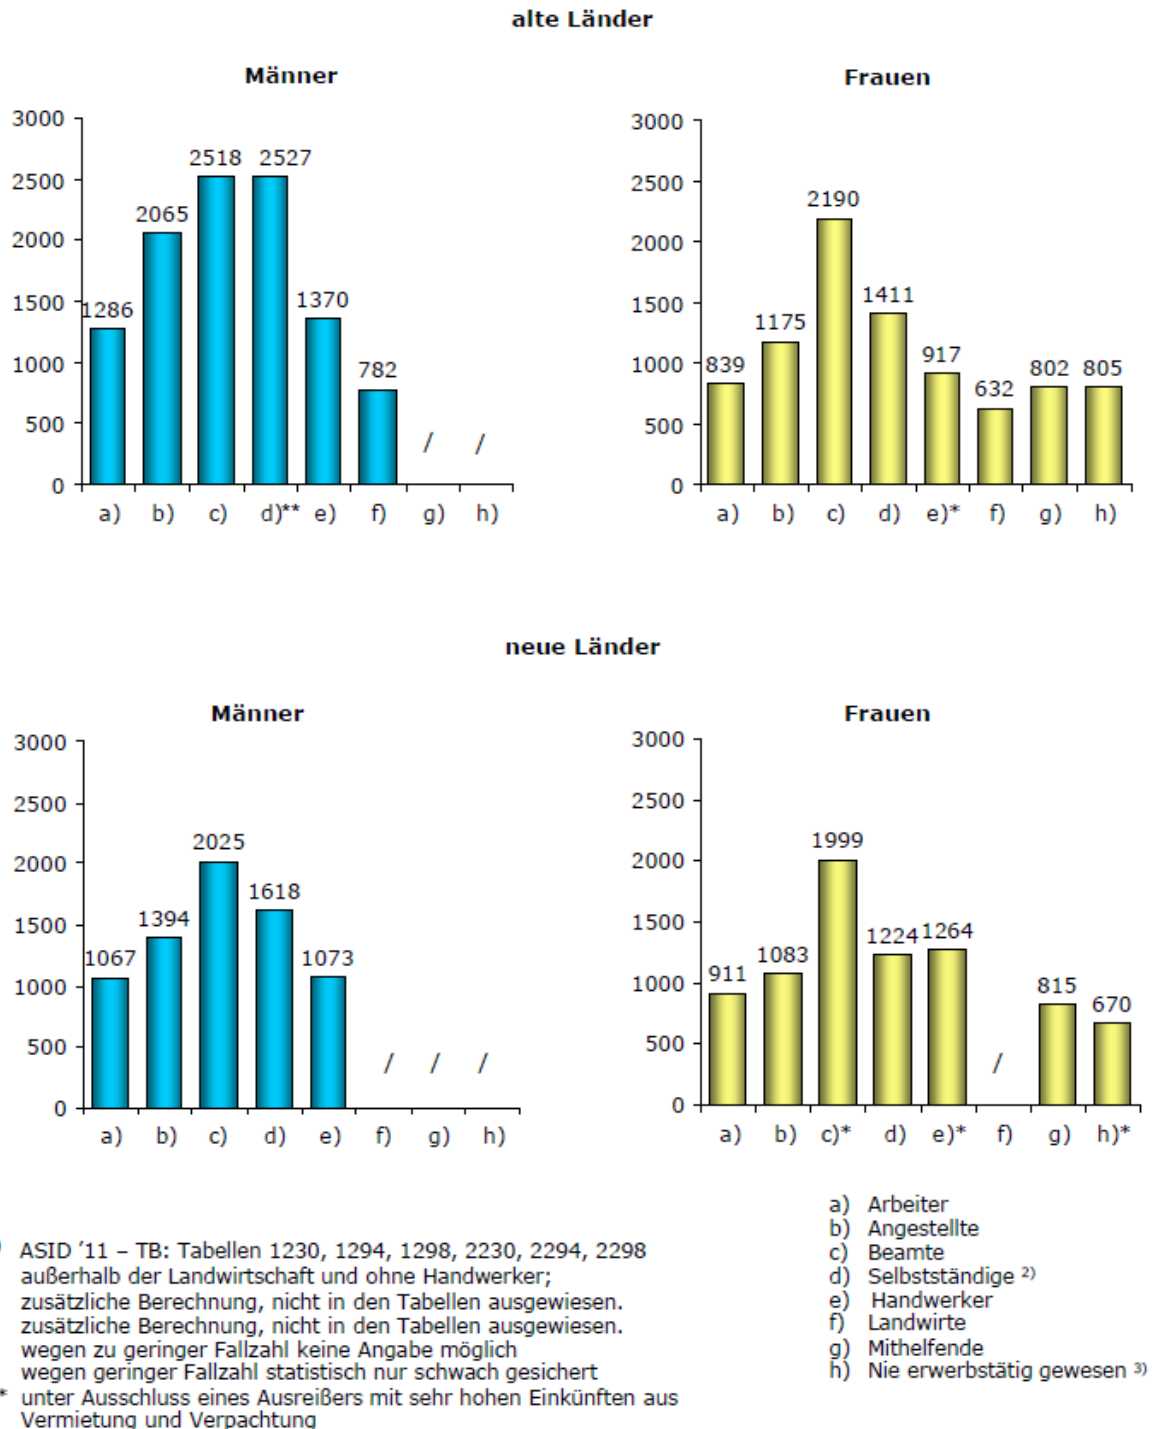 alte Länder
Männer
3000
2500
2000
1500
1000
500
0
1286
2065
2518
2527
1370
782
/
/
a) b) c) d)** e) f) g) h)
Frauen
3000
2500
2000
1500
1000
500
0
839
1175
2190
1411
917
632
802
805
a) b) c) d) e)* f) g) h)
neue Länder
Männer
3000
2500
2000
1500
1000
500
0
1067
1394
2025
1618
1073
/
/
/
a) b) c) d) e) f) g) h)
Frauen
3000
2500
2000
1500
1000
500
0
911
1083
1999
1224
1264
/
815
670
a) b) c)* d) e)* f) g) h)*
ASID ’11 – TB: Tabellen 1230, 1294, 1298, 2230, 2294, 2298
außerhalb der Landwirtschaft und ohne Handwerker;
zusätzliche Berechnung, nicht in den Tabellen ausgewiesen.
zusätzliche Berechnung, nicht in den Tabellen ausgewiesen.
wegen zu geringer Fallzahl keine Angabe möglich
wegen geringer Fallzahl statistisch nur schwach gesichert
* unter Ausschluss eines Ausreißers mit sehr hohen Einkünften aus
Vermietung und Verpachtung
a) Arbeiter
b) Angestellte
c) Beamte
d) Selbstständige 2)
e) Handwerker
f) Landwirte
g) Mithelfende
h) Nie erwerbstätig gewesen 3)